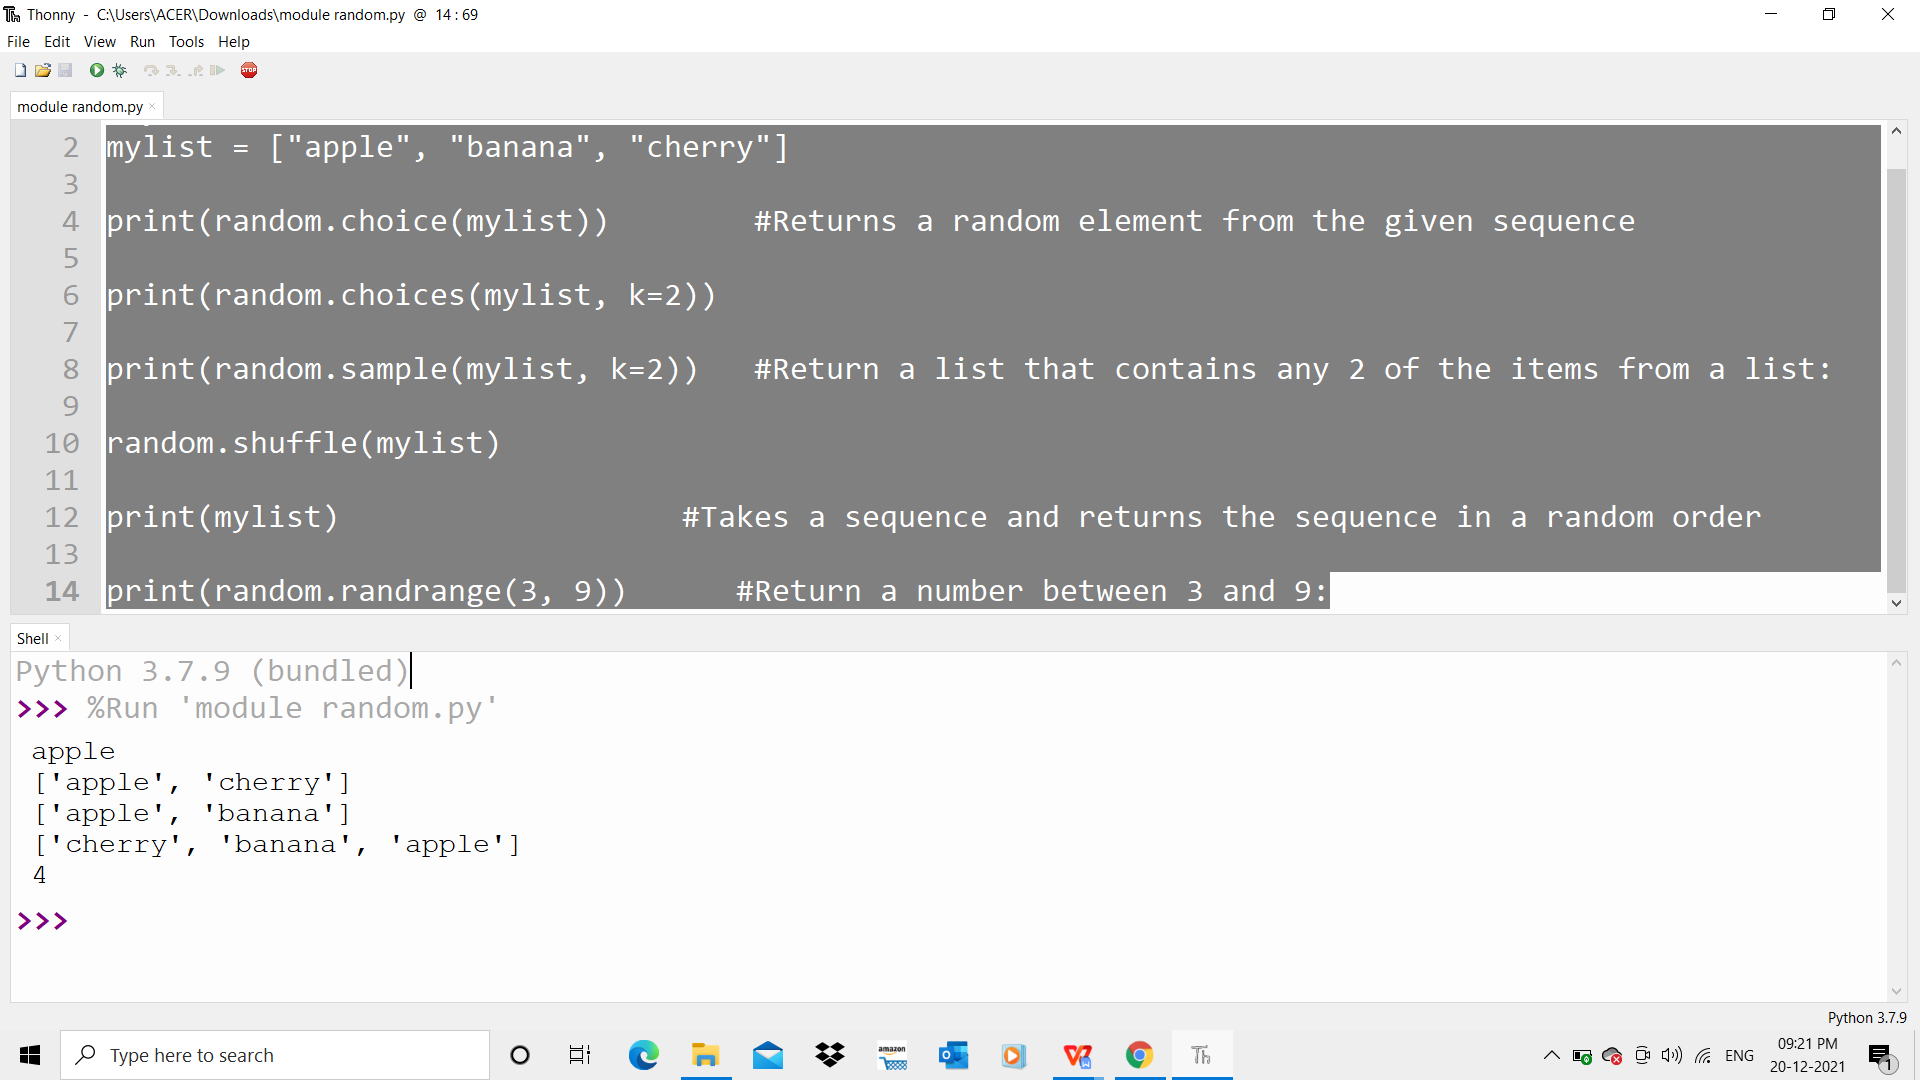 Thonny - C:\Users\ACER\Downloads\module random.py @ 14 : 69
File Edit View Run Tools Help
STOP
module random.py ×
2 mylist = ["apple", "banana", "cherry"]
3
4 print(random.choice(mylist)) #Returns a random element from the given sequence
5
6 print(random.choices(mylist, k=2))
7
8 print(random.sample(mylist, k=2)) #Return a list that contains any 2 of the items from a list:
9
10 random.shuffle(mylist)
11
12 print(mylist) #Takes a sequence and returns the sequence in a random order
13
14 print(random.randrange(3, 9)) #Return a number between 3 and 9:
Shell ×
Python 3.7.9 (bundled)
>>> %Run 'module random.py'
apple
['apple', 'cherry']
['apple', 'banana']
['cherry', 'banana', 'apple']
4
>>>
Python 3.7.9
Type here to search
amazon
Th
ENG
09:21 PM
20-12-2021
1